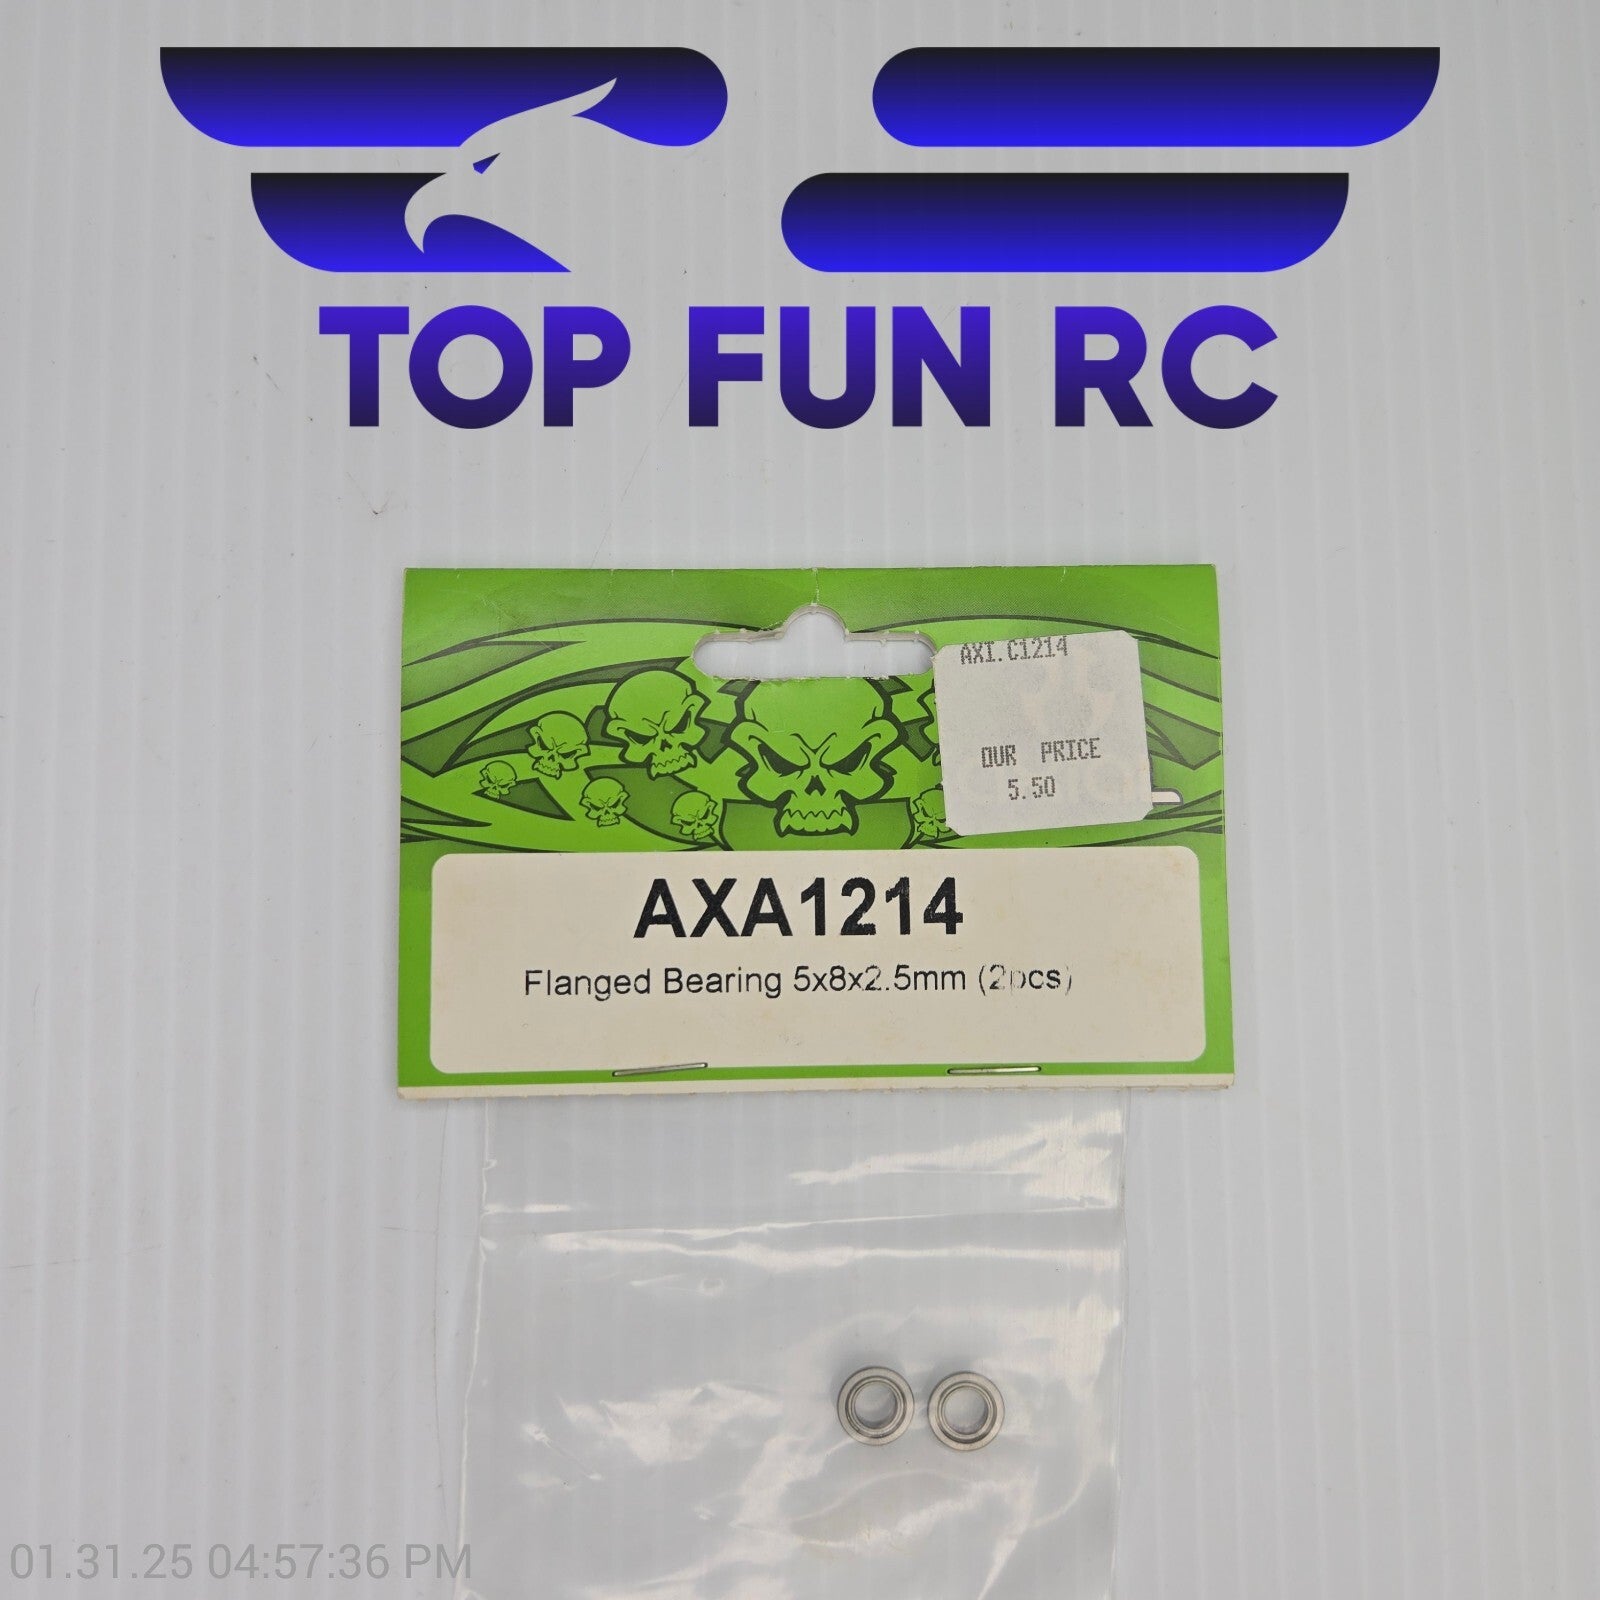 TOP FUN RC
AXI.C1214
OUR PRICE
5.50
AXA1214
Flanged Bearing 5x8x2.5mm (2pcs)
01.31.25 04:57:36 PM